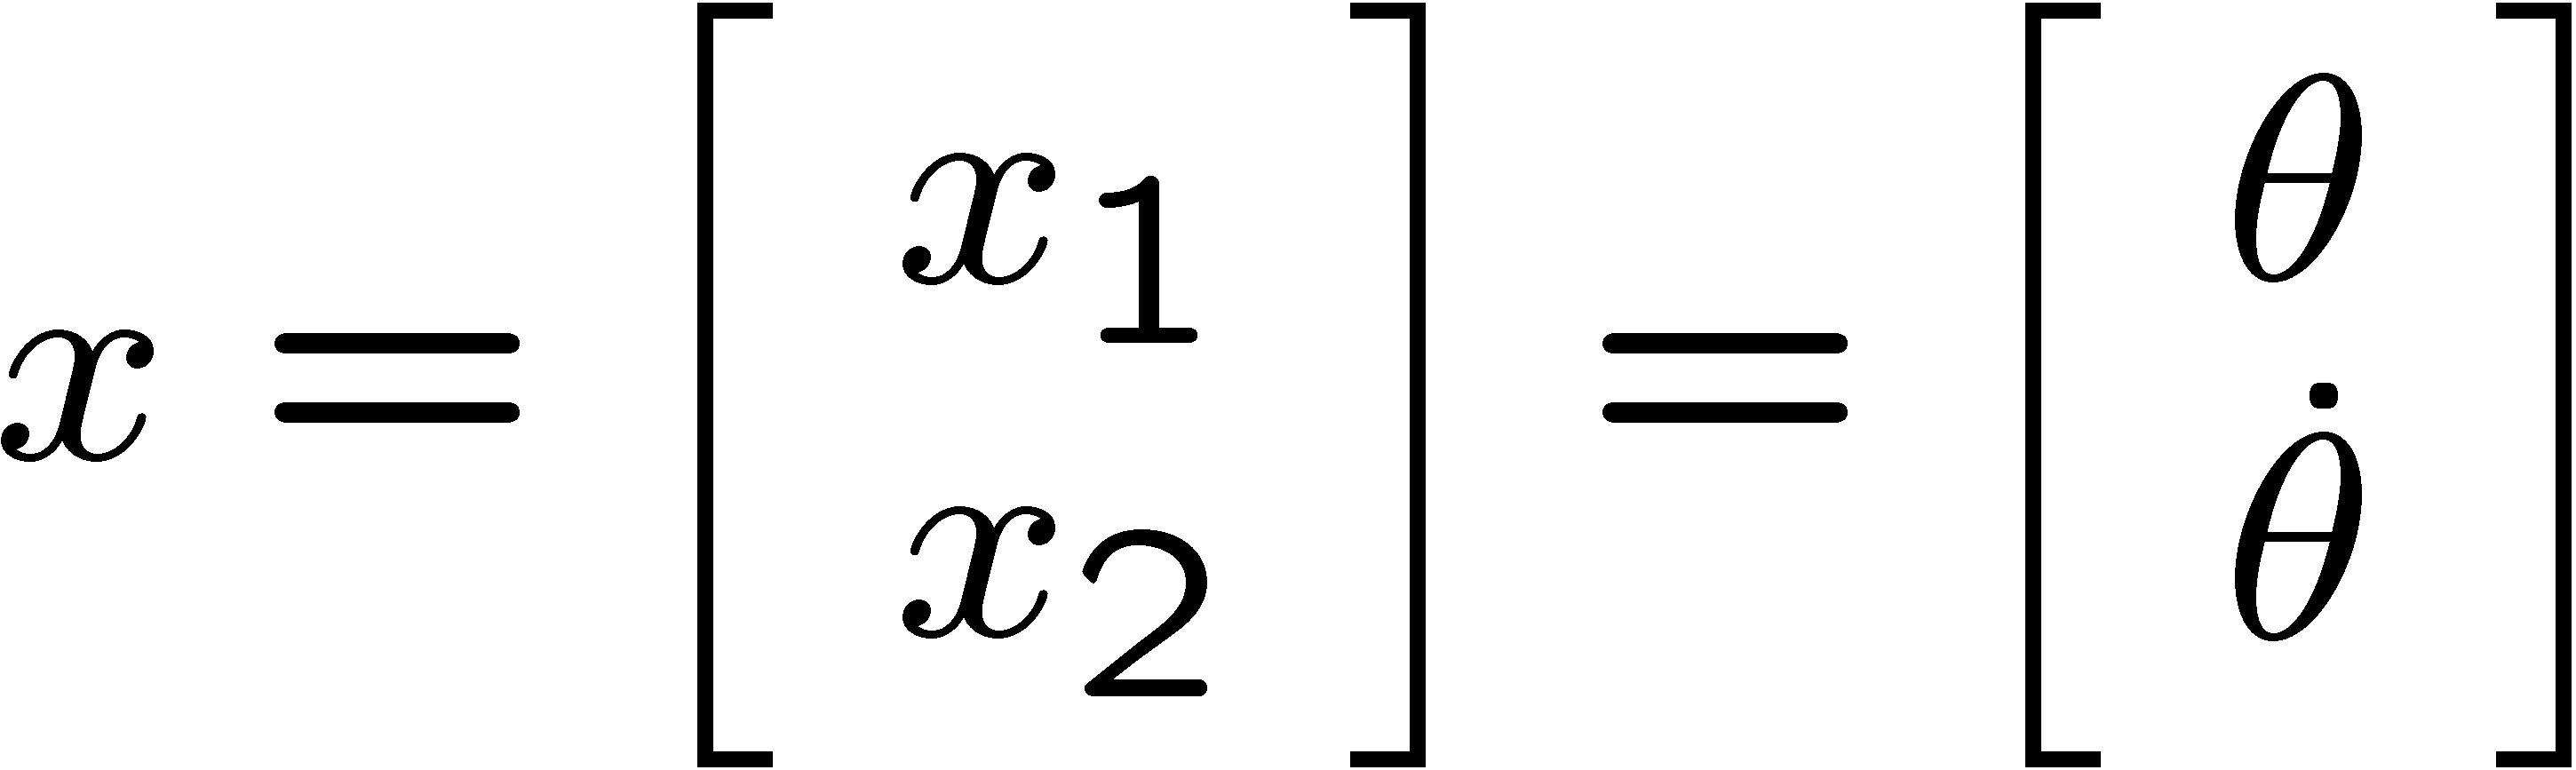 x = [ x₁ x₂ ] = [ θ θ̇ ]